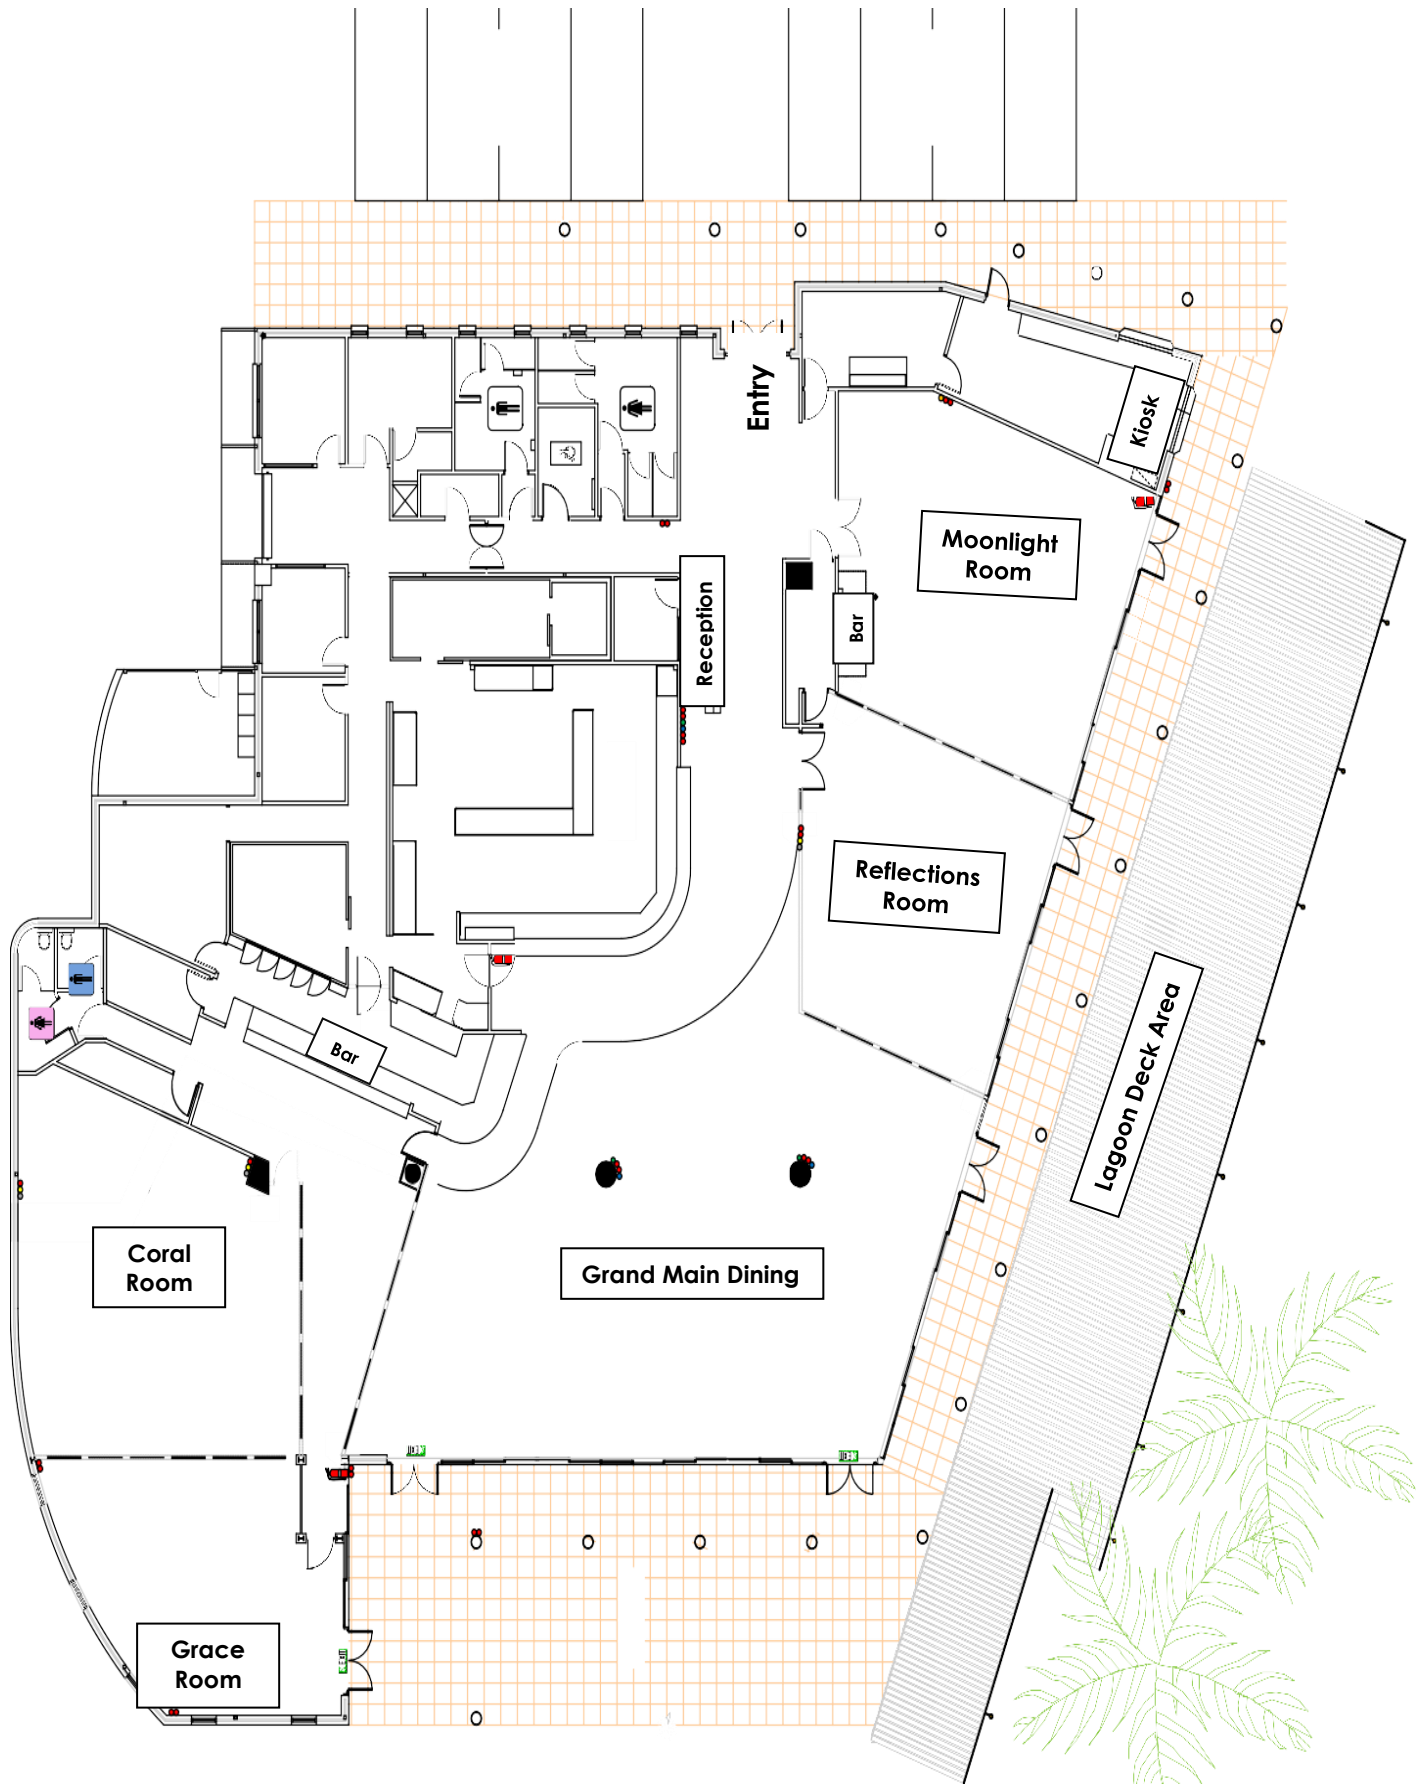 Entry
Kiosk
Moonlight
Room
Reception
Bar
Reflections
Room
Lagoon Deck Area
Bar
Coral
Room
Grand Main Dining
Grace
Room